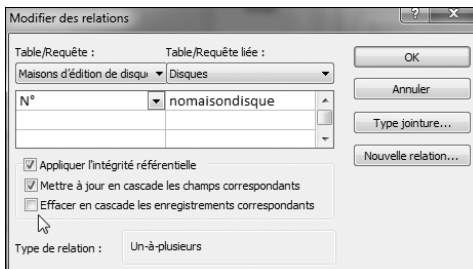 Modifier des relations
Table/Requête : Table/Requête liée :
Maisons d'édition de disqu Disques
N° nomaisondisque
Appliquer l'intégrité référentielle
Mettre à jour en cascade les champs correspondants
Effacer en cascade les enregistrements correspondants
Type de relation : Un-à-plusieurs
OK
Annuler
Type jointure...
Nouvelle relation...